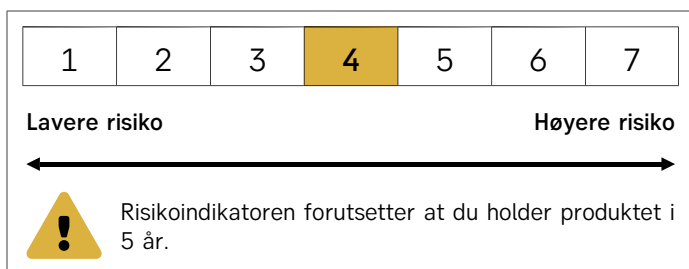 1 2 3 4 5 6 7
Lavere risiko Høyere risiko
Risikoindikatoren forutsetter at du holder produktet i
5 år.